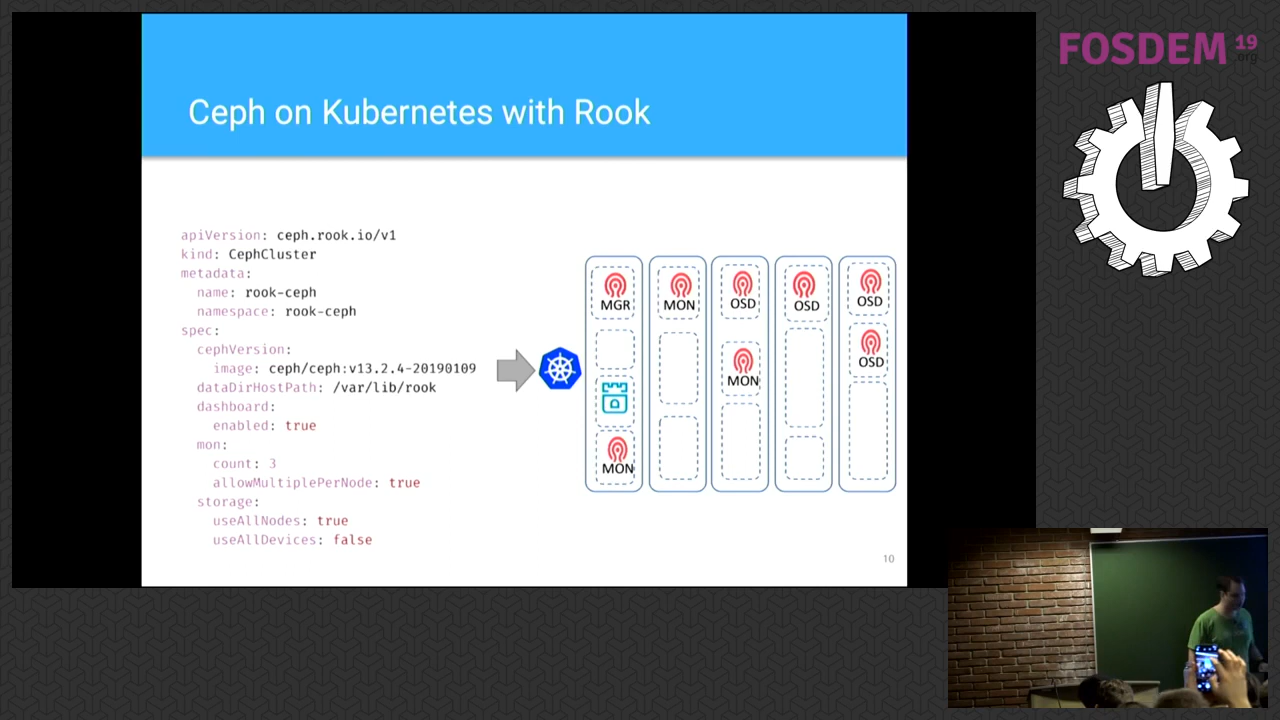 FOSDEM 19
.org
Ceph on Kubernetes with Rook
apiVersion: ceph.rook.io/v1
kind: CephCluster
metadata:
name: rook-ceph
namespace: rook-ceph
spec:
cephVersion:
image: ceph/ceph:v13.2.4-20190109
dataDirHostPath: /var/lib/rook
dashboard:
enabled: true
mon:
count: 3
allowMultiplePerNode: true
storage:
useAllNodes: true
useAllDevices: false
MGR
MON
OSD
OSD
OSD
MON
OSD
MON
10